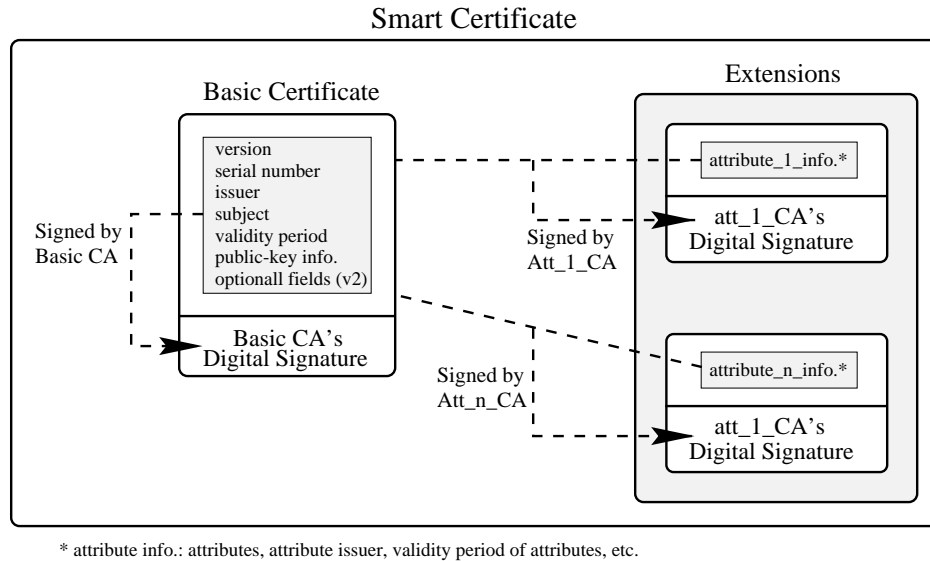 Smart Certificate
Basic Certificate
version
serial number
issuer
subject
validity period
public-key info.
optionall fields (v2)
Signed by
Basic CA
Basic CA's
Digital Signature
Extensions
attribute_1_info.*
Signed by
Att_1_CA
att_1_CA's
Digital Signature
attribute_n_info.*
Signed by
Att_n_CA
att_1_CA's
Digital Signature
* attribute info.: attributes, attribute issuer, validity period of attributes, etc.